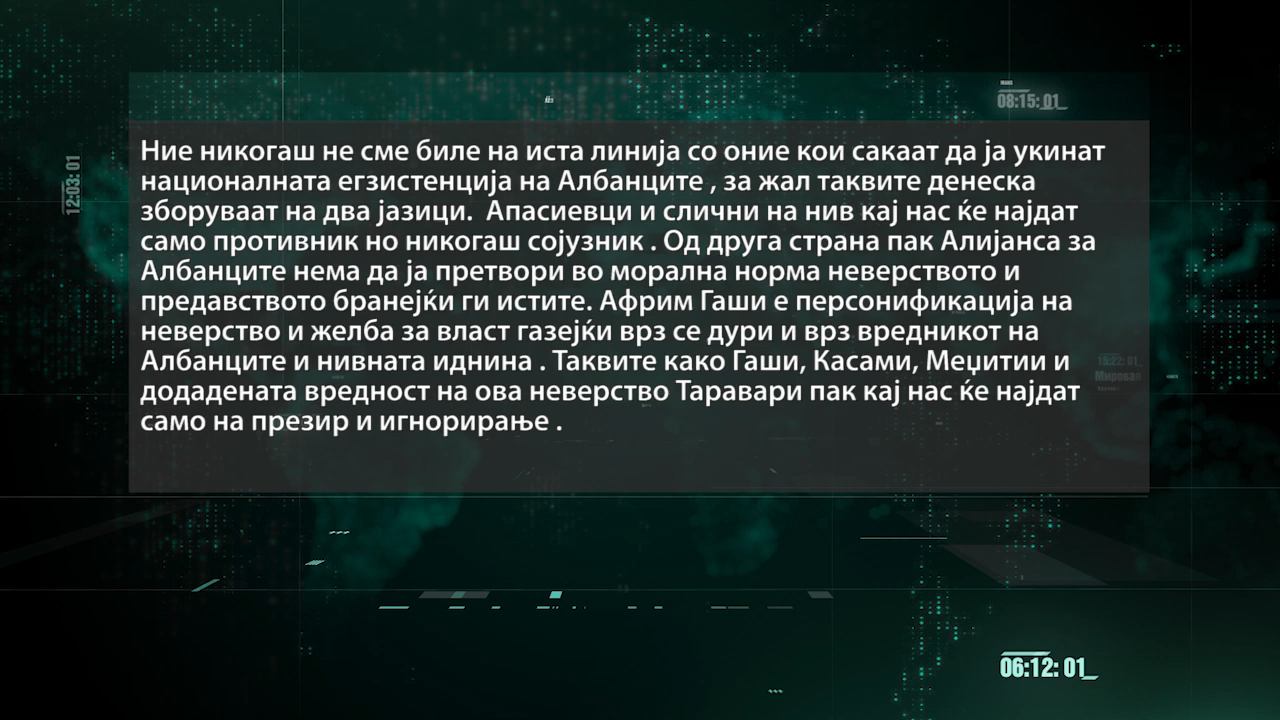 08:15: 01_
12:03: 01
Ние никогаш не сме биле на иста линија со оние кои сакаат да ја укинат
националната егзистенција на Албанците , за жал таквите денеска
зборуваат на два јазици.  Апасиевци и слични на нив кај нас ќе најдат
само противник но никогаш сојузник . Од друга страна пак Алијанса за
Албанците нема да ја претвори во морална норма неверството и
предавството бранејќи ги истите. Африм Гаши е персонификација на
неверство и желба за власт газејќи врз се дури и врз вредникот на
Албанците и нивната иднина . Таквите како Гаши, Касами, Меџитии и
додадената вредност на ова неверство Таравари пак кај нас ќе најдат
само на презир и игнорирање .
15:22: 01_
06:12: 01_